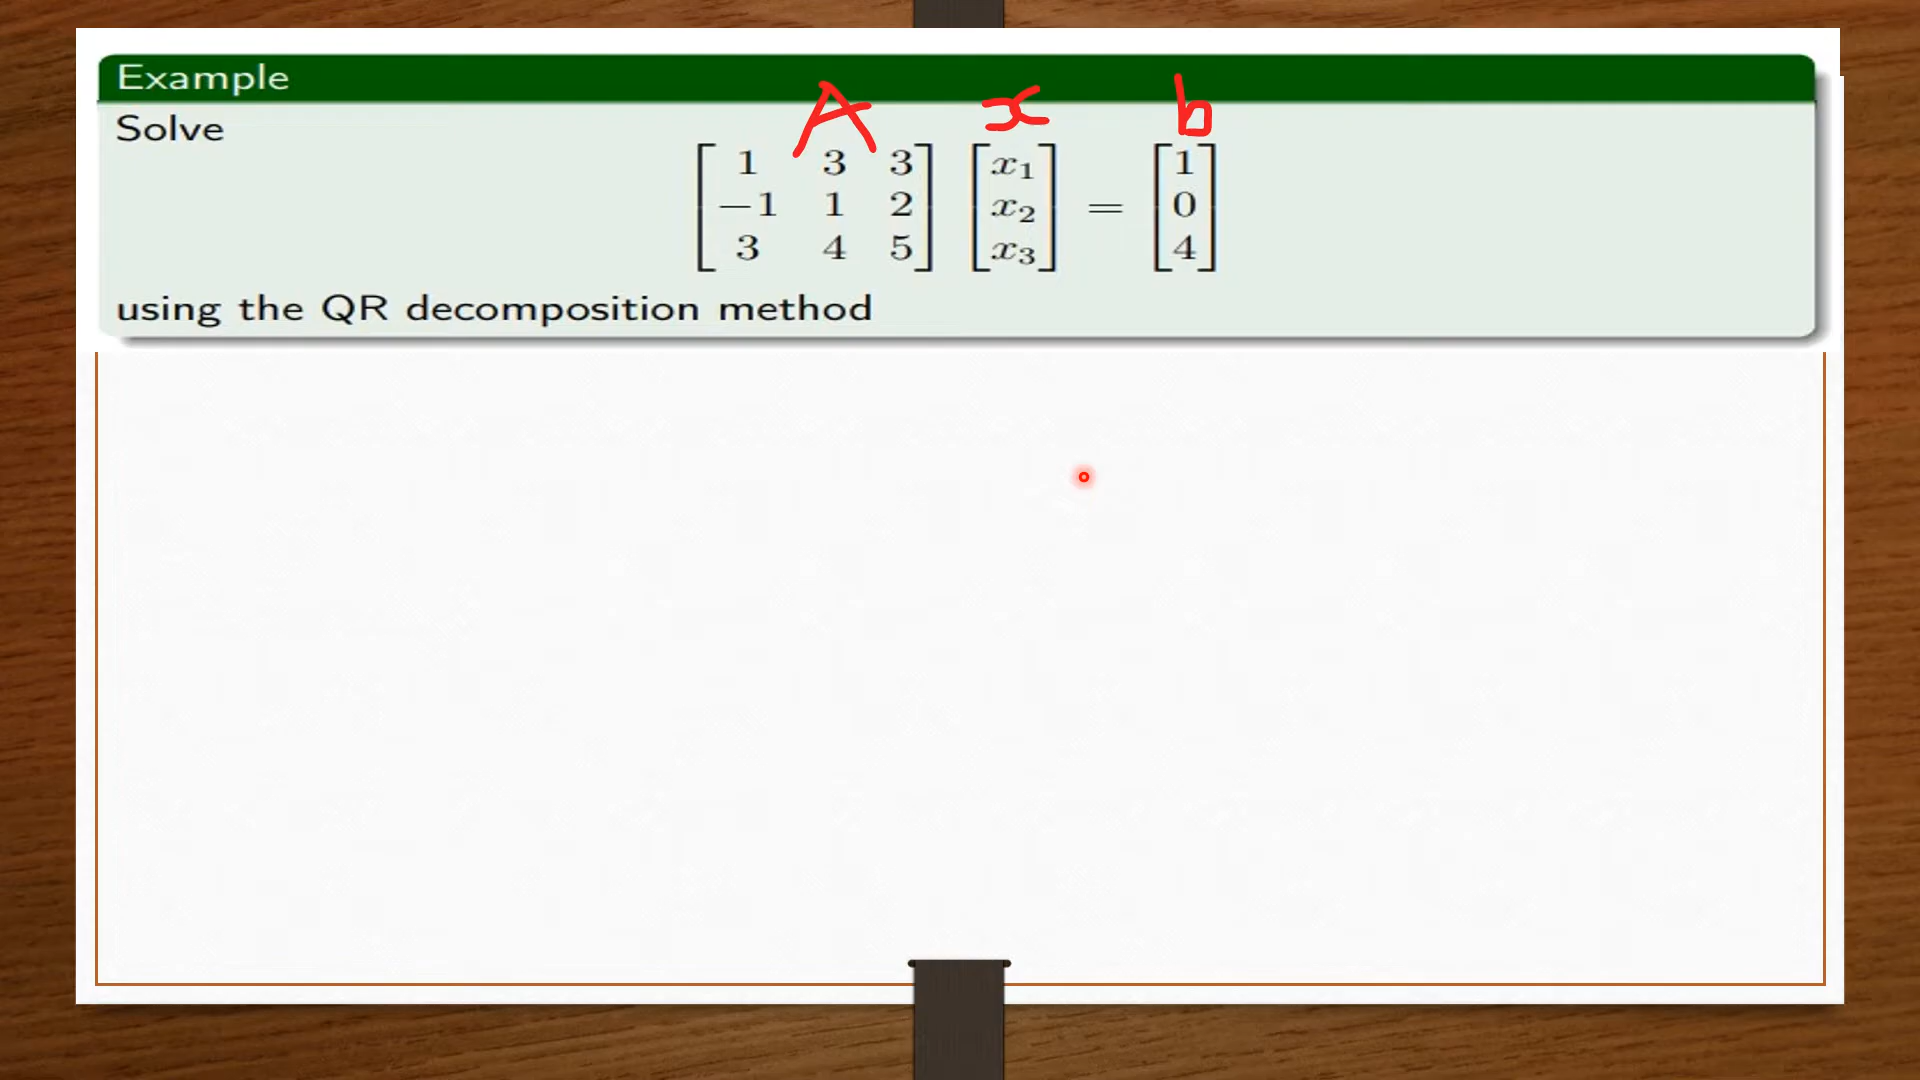 Example
Solve
A x b
[ 1 3 3 ] [ x₁ ] [ 1 ]
[ −1 1 2 ] [ x₂ ] = [ 0 ]
[ 3 4 5 ] [ x₃ ] [ 4 ]
using the QR decomposition method